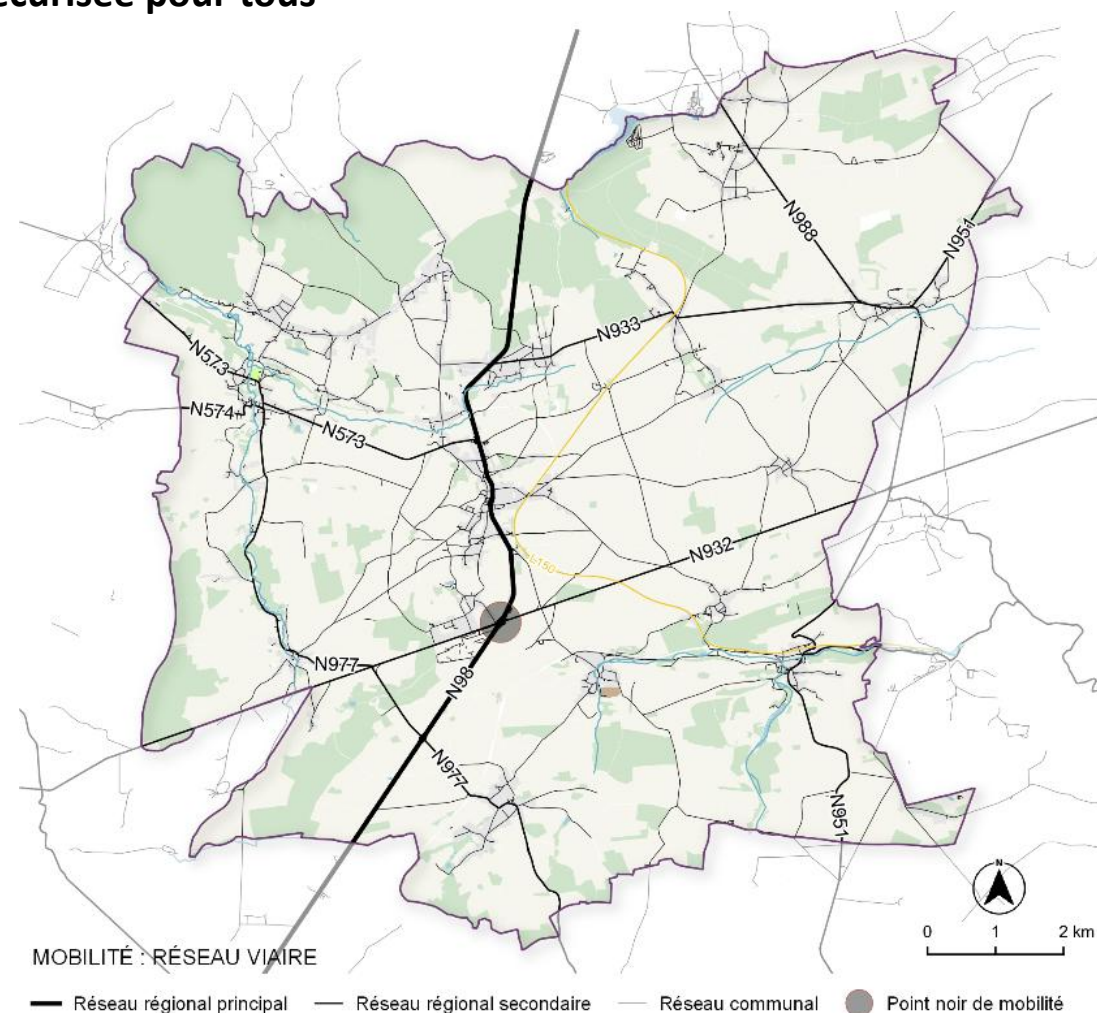 écurisée pour tous
N988
N951
N933
N573
N574
N573
L150
N932
N977
N98
N977
N951
N
0 1 2 km
MOBILITÉ : RÉSEAU VIAIRE
Réseau régional principal Réseau régional secondaire Réseau communal Point noir de mobilité